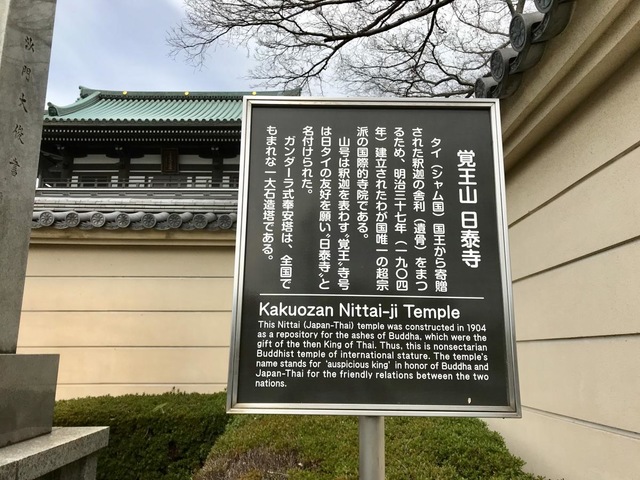 覚王山 日泰寺
タイ（シャム国）国王から寄贈
された釈迦の舎利（遺骨）をまつ
るため、明治三十七年（一九〇四
年）建立されたわが国唯一の超宗
派の国際的寺院である。
山号は釈迦を表わす〝覚王〟寺号
は日タイの友好を願い〝日泰寺〟と
名付けられた。
ガンダーラ式奉安塔は、全国で
もまれな一大石造塔である。
Kakuozan Nittai-ji Temple
This Nittai (Japan-Thai) temple was constructed in 1904
as a repository for the ashes of Buddha, which were the
gift of the then King of Thai. Thus, this is nonsectarian
Buddhist temple of international stature. The temple's
name stands for 'auspicious king' in honor of Buddha and
Japan-Thai for the friendly relations between the two
nations.